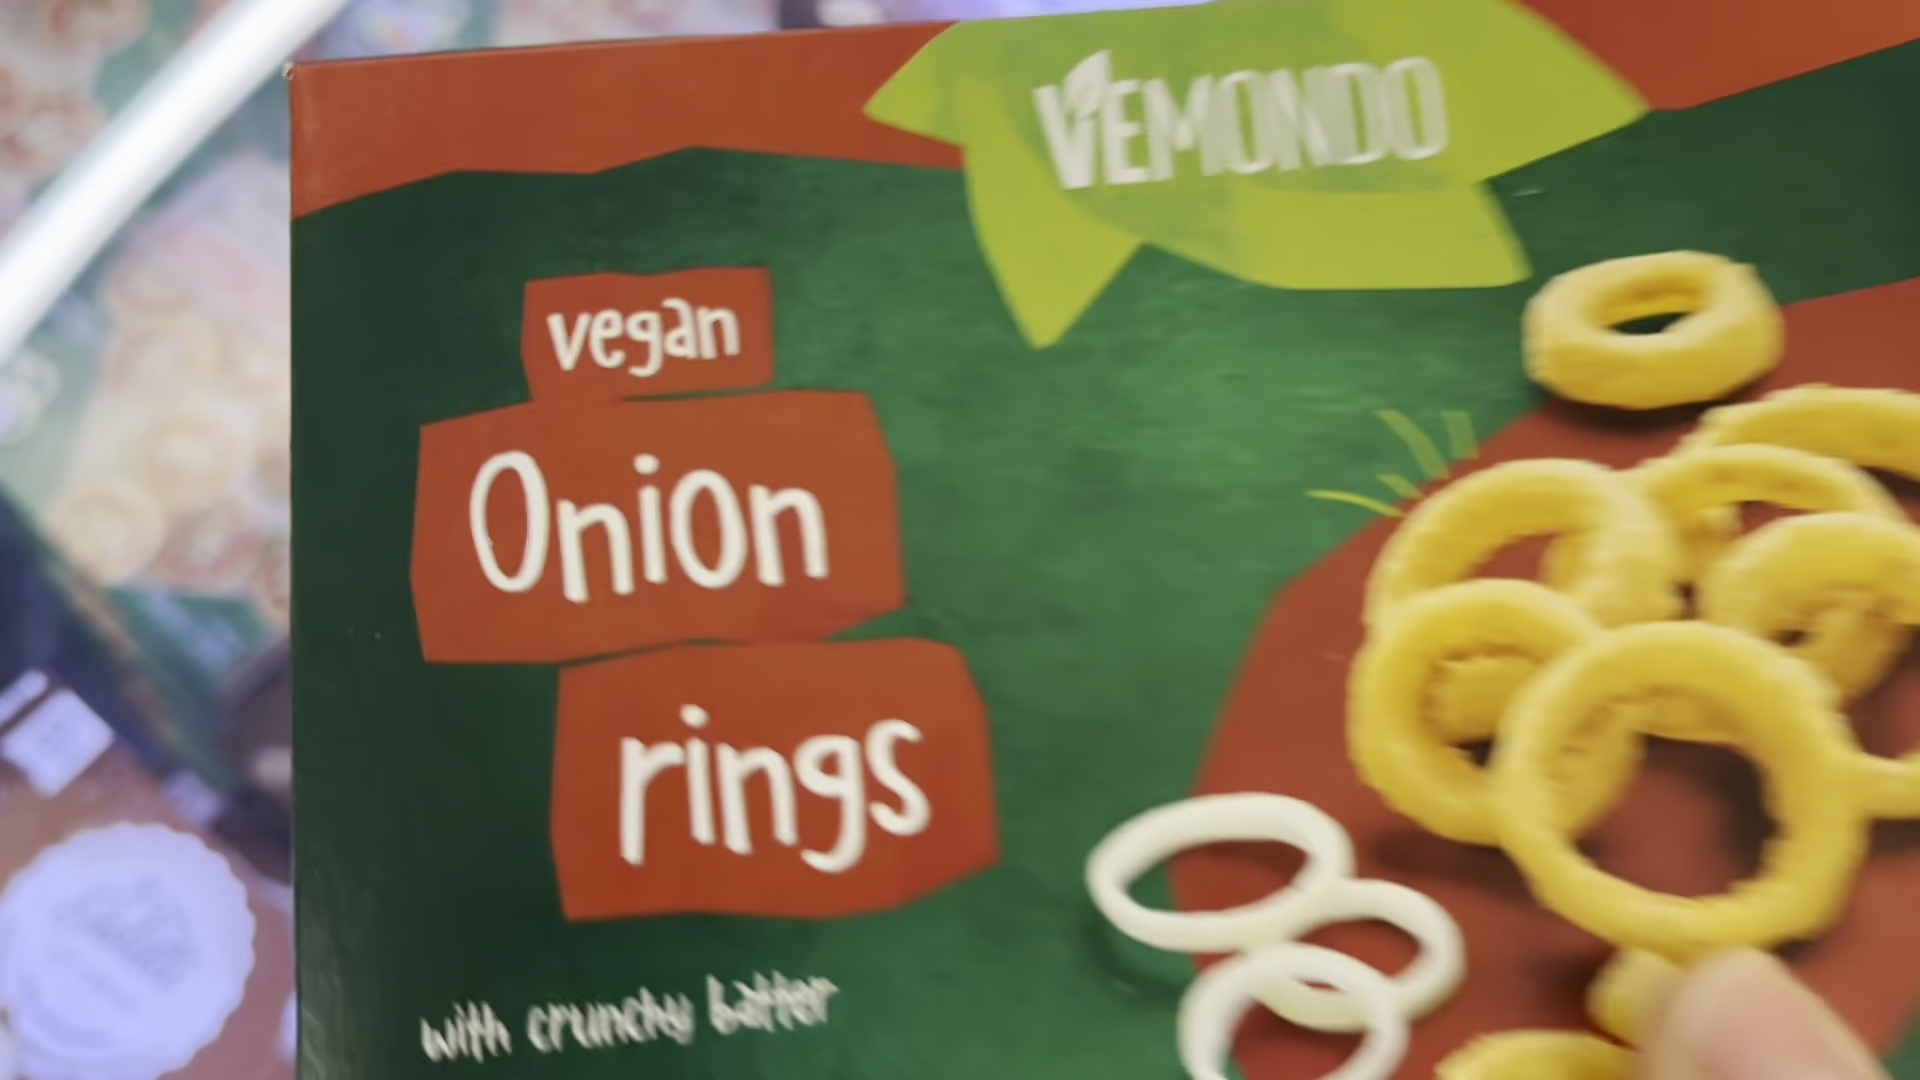 VEMONDO
vegan
Onion
rings
with crunchy batter